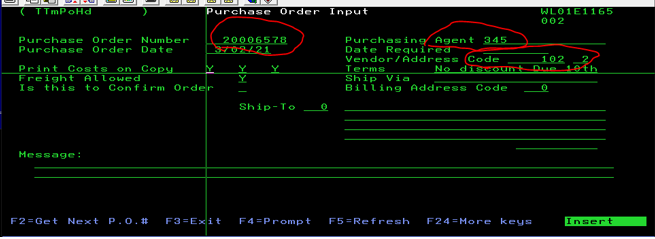 ( TTmPoHd ) Purchase Order Input WL01E1165
002
Purchase Order Number 20006578 Purchasing Agent 345
Purchase Order Date 3/02/21 Date Required
Vendor/Address Code 102 2
Print Costs on Copy Y Y Y Terms No discount Due 10th
Freight Allowed Y Ship Via
Is this to Confirm Order Billing Address Code 0
Ship-To 0
Message:
F2=Get Next P.O.# F3=Exit F4=Prompt F5=Refresh F24=More keys Insert